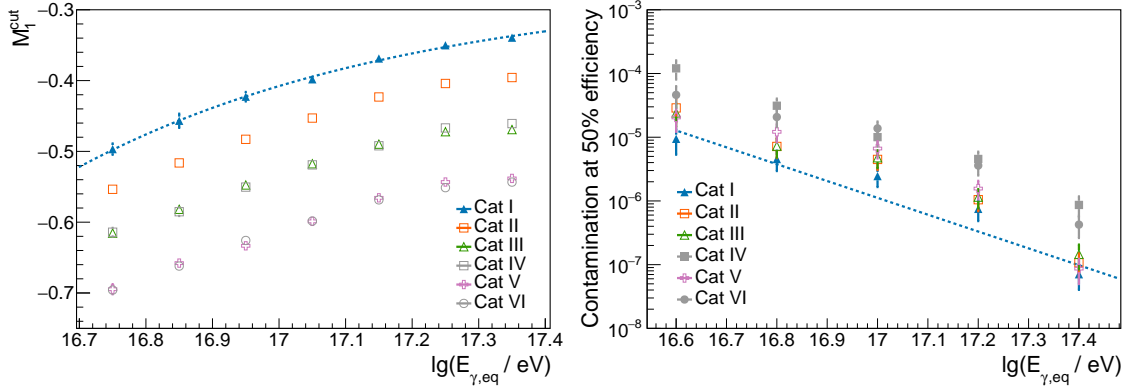 M₁ᶜᵘᵗ
−0.3
−0.4
−0.5
−0.6
−0.7
Cat I
Cat II
Cat III
Cat IV
Cat V
Cat VI
16.7 16.8 16.9 17 17.1 17.2 17.3 17.4
lg(E_γ,eq / eV)
Contamination at 50% efficiency
10⁻³
10⁻⁴
10⁻⁵
10⁻⁶
10⁻⁷
10⁻⁸
Cat I
Cat II
Cat III
Cat IV
Cat V
Cat VI
16.6 16.7 16.8 16.9 17 17.1 17.2 17.3 17.4
lg(E_γ,eq / eV)